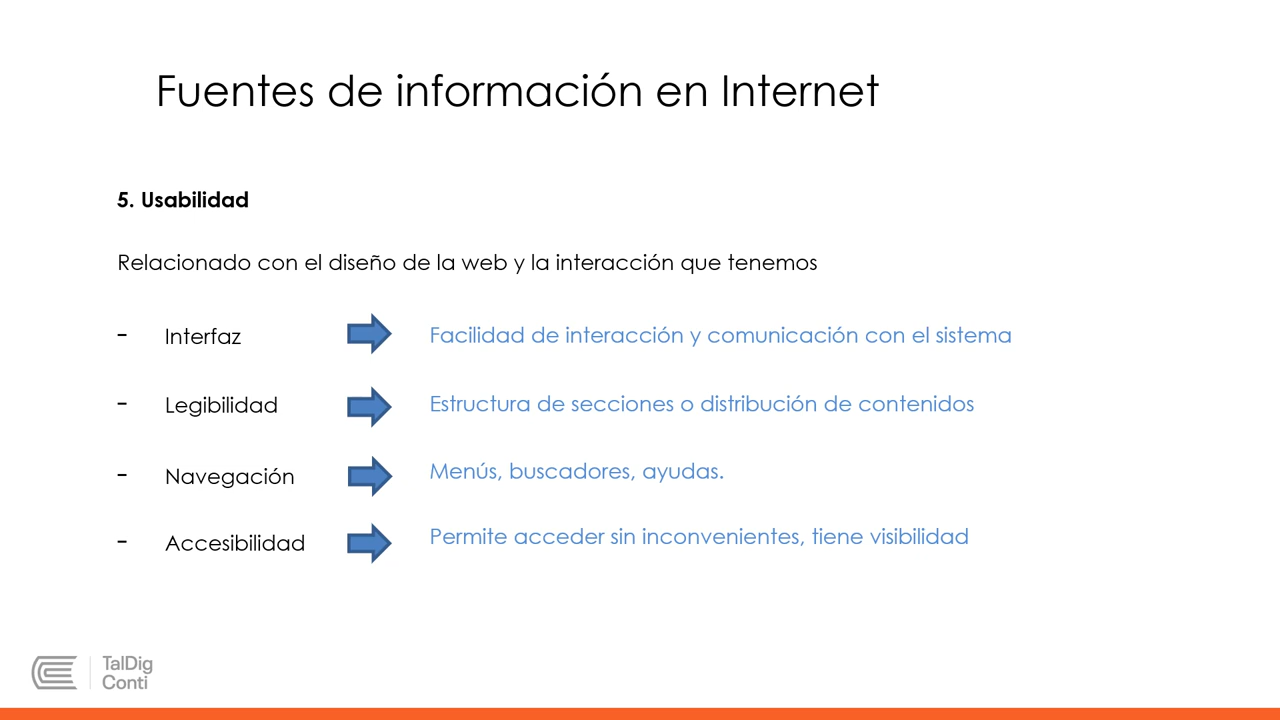 Fuentes de información en Internet
5. Usabilidad
Relacionado con el diseño de la web y la interacción que tenemos
- Interfaz Facilidad de interacción y comunicación con el sistema
- Legibilidad Estructura de secciones o distribución de contenidos
- Navegación Menús, buscadores, ayudas.
- Accesibilidad Permite acceder sin inconvenientes, tiene visibilidad
TalDig
Conti